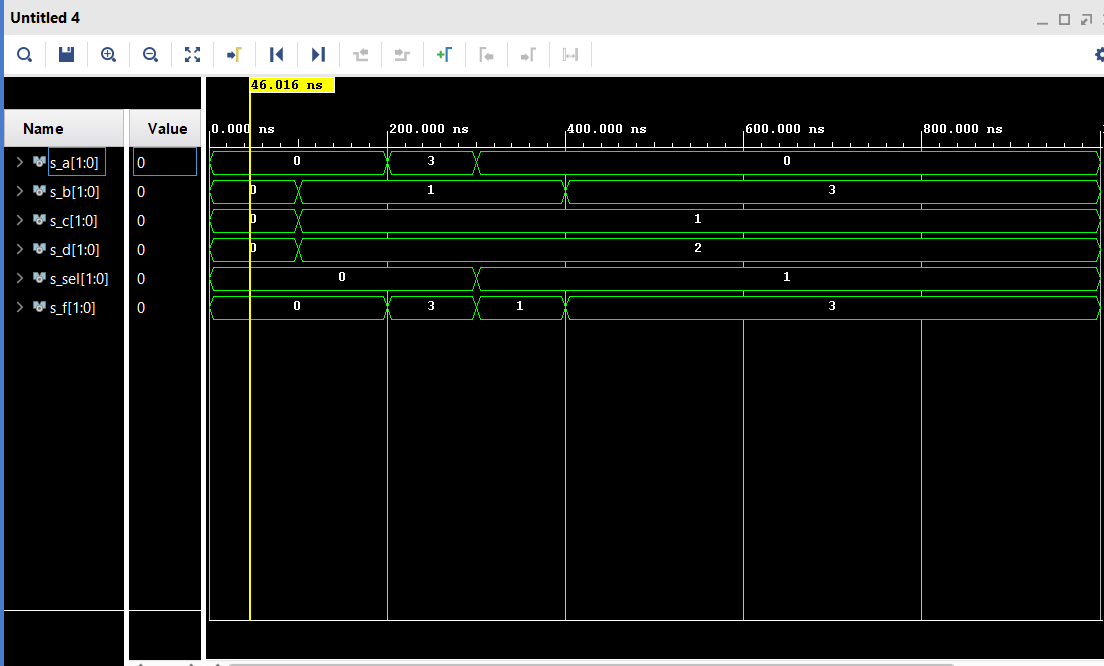 Untitled 4
46.016 ns
Name Value
0.000 ns 200.000 ns 400.000 ns 600.000 ns 800.000 ns
s_a[1:0] 0 0 3 0
s_b[1:0] 0 0 1 3
s_c[1:0] 0 0 1
s_d[1:0] 0 0 2
s_sel[1:0] 0 0 1
s_f[1:0] 0 0 3 1 3